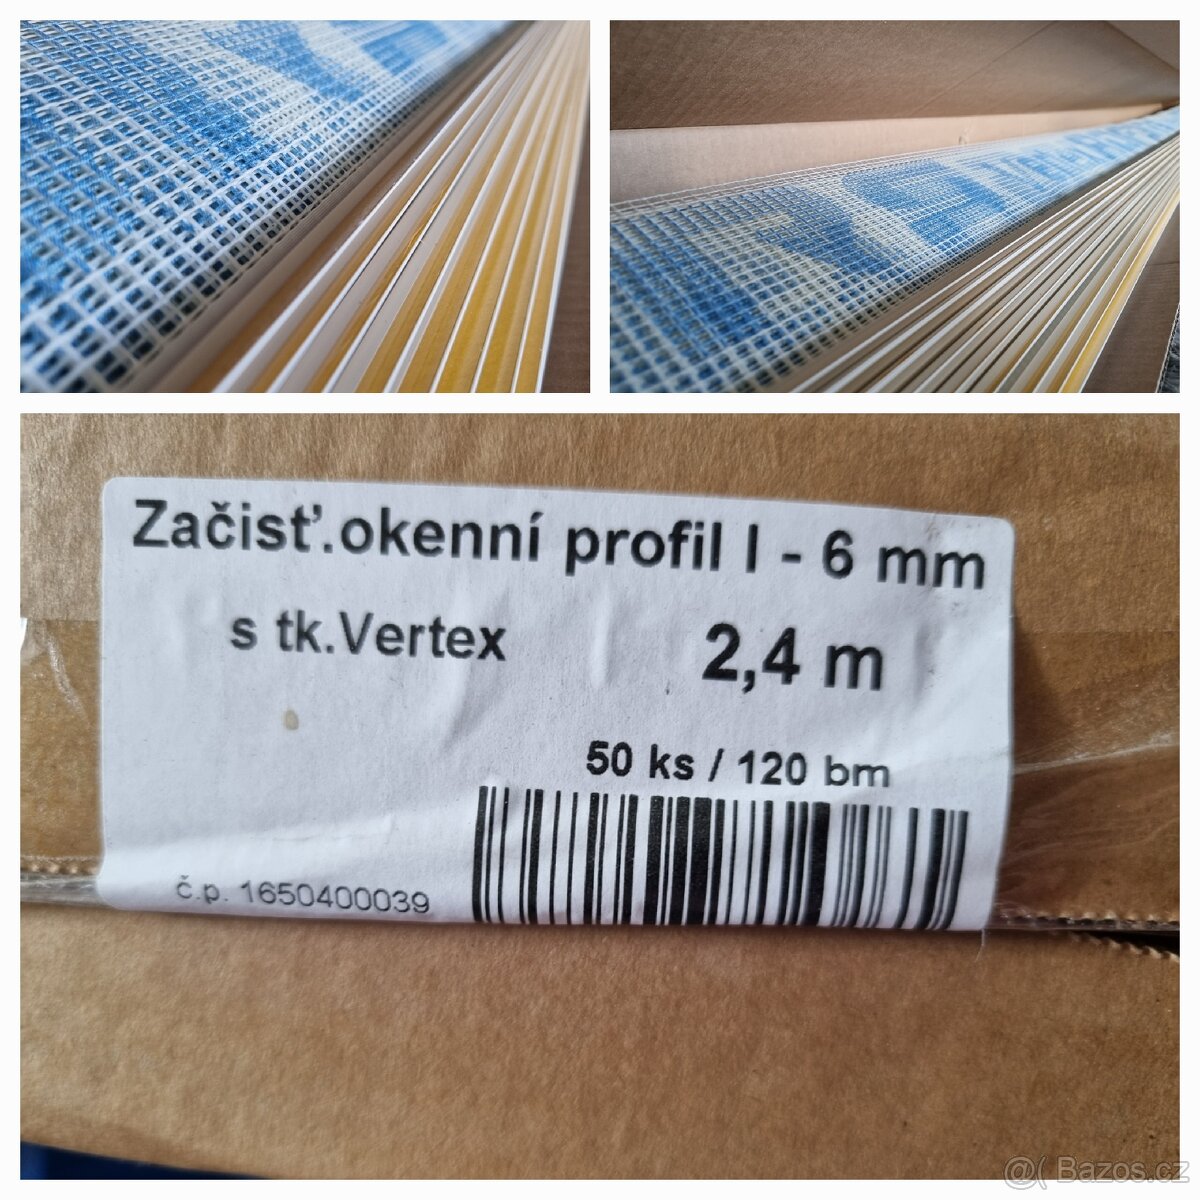 Začisť.okenní profil I - 6 mm
s tk.Vertex 2,4 m
50 ks / 120 bm
č.p. 1650400039
@( Bazos.cz